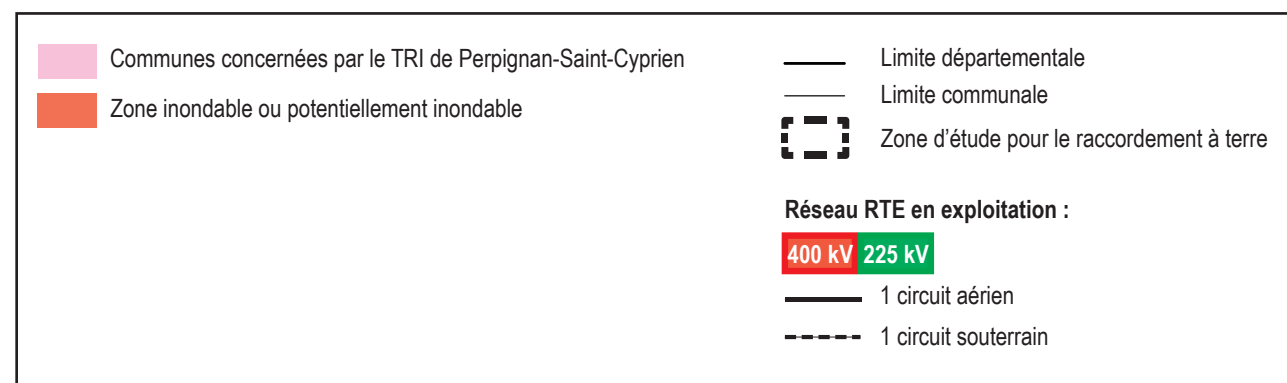 Communes concernées par le TRI de Perpignan-Saint-Cyprien
Zone inondable ou potentiellement inondable
Limite départementale
Limite communale
Zone d’étude pour le raccordement à terre
Réseau RTE en exploitation :
400 kV 225 kV
1 circuit aérien
1 circuit souterrain